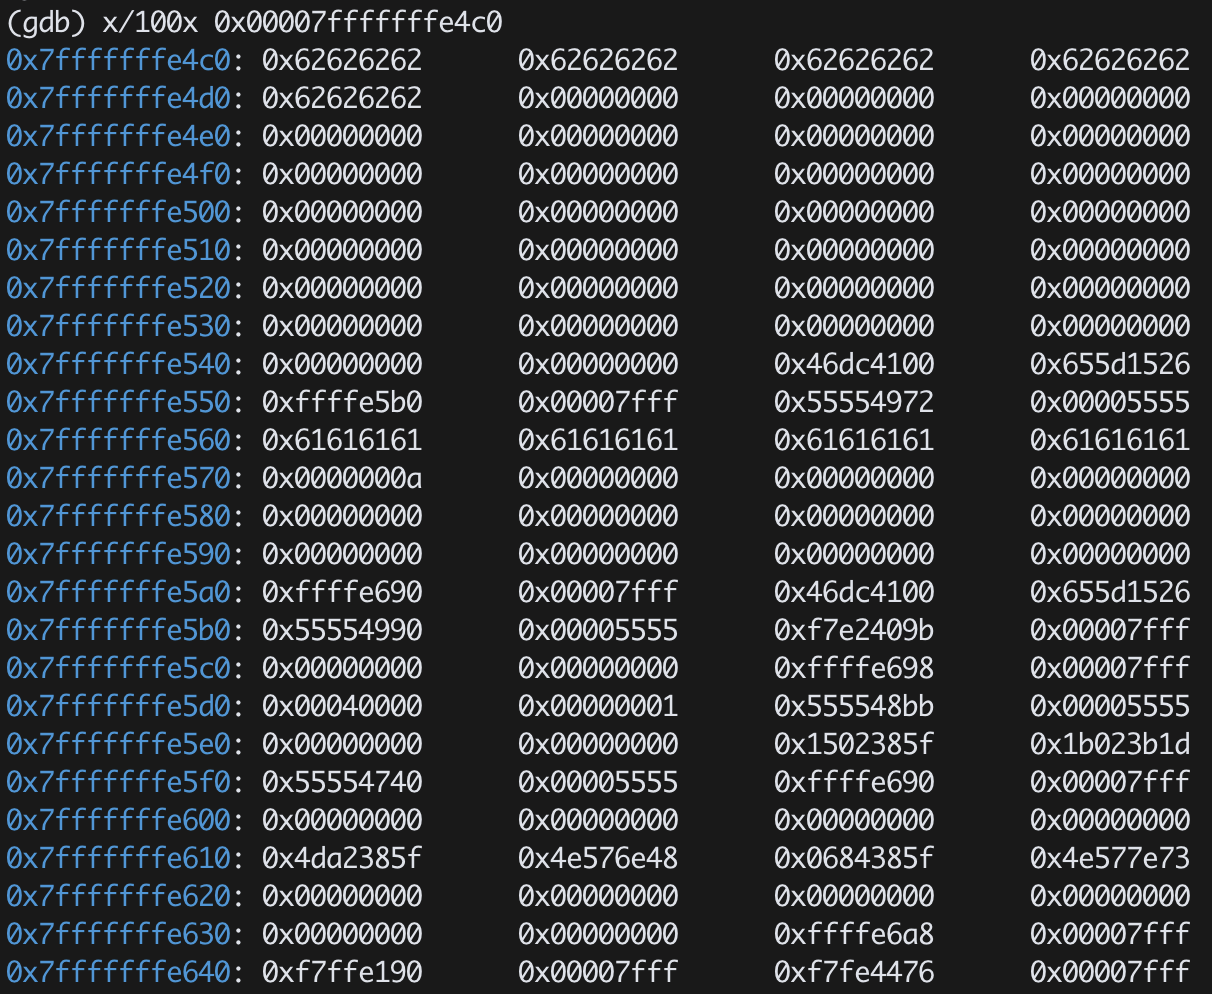 (gdb) x/100x 0x00007fffffffe4c0
0x7fffffffe4c0: 0x62626262 0x62626262 0x62626262 0x62626262
0x7fffffffe4d0: 0x62626262 0x00000000 0x00000000 0x00000000
0x7fffffffe4e0: 0x00000000 0x00000000 0x00000000 0x00000000
0x7fffffffe4f0: 0x00000000 0x00000000 0x00000000 0x00000000
0x7fffffffe500: 0x00000000 0x00000000 0x00000000 0x00000000
0x7fffffffe510: 0x00000000 0x00000000 0x00000000 0x00000000
0x7fffffffe520: 0x00000000 0x00000000 0x00000000 0x00000000
0x7fffffffe530: 0x00000000 0x00000000 0x00000000 0x00000000
0x7fffffffe540: 0x00000000 0x00000000 0x46dc4100 0x655d1526
0x7fffffffe550: 0xffffe5b0 0x00007fff 0x55554972 0x00005555
0x7fffffffe560: 0x61616161 0x61616161 0x61616161 0x61616161
0x7fffffffe570: 0x0000000a 0x00000000 0x00000000 0x00000000
0x7fffffffe580: 0x00000000 0x00000000 0x00000000 0x00000000
0x7fffffffe590: 0x00000000 0x00000000 0x00000000 0x00000000
0x7fffffffe5a0: 0xffffe690 0x00007fff 0x46dc4100 0x655d1526
0x7fffffffe5b0: 0x55554990 0x00005555 0xf7e2409b 0x00007fff
0x7fffffffe5c0: 0x00000000 0x00000000 0xffffe698 0x00007fff
0x7fffffffe5d0: 0x00040000 0x00000001 0x555548bb 0x00005555
0x7fffffffe5e0: 0x00000000 0x00000000 0x1502385f 0x1b023b1d
0x7fffffffe5f0: 0x55554740 0x00005555 0xffffe690 0x00007fff
0x7fffffffe600: 0x00000000 0x00000000 0x00000000 0x00000000
0x7fffffffe610: 0x4da2385f 0x4e576e48 0x0684385f 0x4e577e73
0x7fffffffe620: 0x00000000 0x00000000 0x00000000 0x00000000
0x7fffffffe630: 0x00000000 0x00000000 0xffffe6a8 0x00007fff
0x7fffffffe640: 0xf7ffe190 0x00007fff 0xf7fe4476 0x00007fff